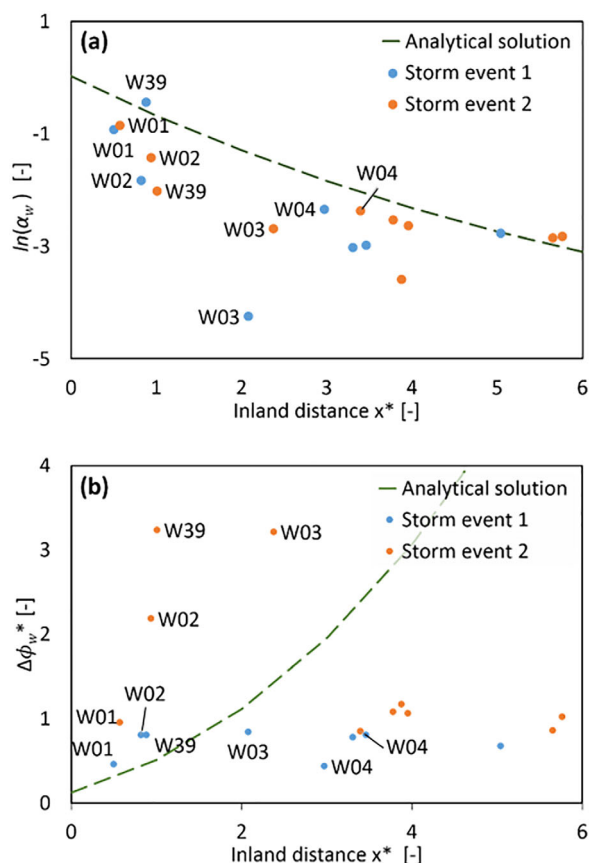 1
(a)
Analytical solution
Storm event 1
Storm event 2
W39
W01
W01
W02
W02
W39
W04
W04
W03
W03
-1
-3
-5
ln(α_w) [-]
0 1 2 3 4 5 6
Inland distance x* [-]
4
(b)
Analytical solution
Storm event 1
Storm event 2
W39
W03
3
W02
2
W02
W01
1
W01
W39
W03
W04
W04
0
Δϕ_w* [-]
0 2 4 6
Inland distance x* [-]